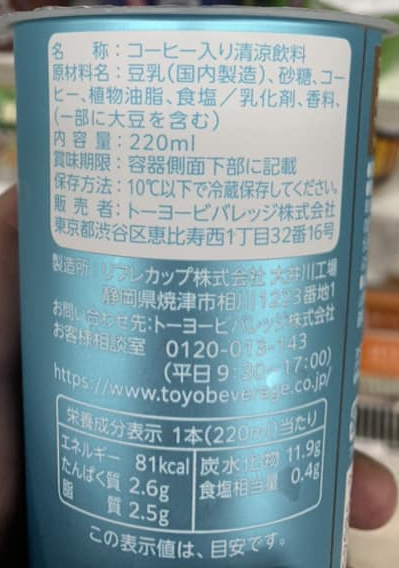 名　　称：コーヒー入り清涼飲料
原材料名：豆乳(国内製造)、砂糖、コー
ヒー、植物油脂、食塩／乳化剤、香料、
(一部に大豆を含む)
内 容 量：220ml
賞味期限：容器側面下部に記載
保存方法：10℃以下で冷蔵保存してください。
販 売 者：トーヨービバレッジ株式会社
東京都渋谷区恵比寿西1丁目32番16号
製造所：リプレカップ株式会社 大井川工場
静岡県焼津市相川1223番地1
お問い合わせ先：トーヨービバレッジ株式会社
お客様相談室　0120-013-143
(平日9:30-17:00)
https://www.toyobeverage.co.jp/
栄養成分表示 1本(220ml)当たり
エネルギー 81kcal 炭水化物 11.9g
たんぱく質 2.6g 食塩相当量 0.4g
脂　　質 2.5g
この表示値は、目安です。